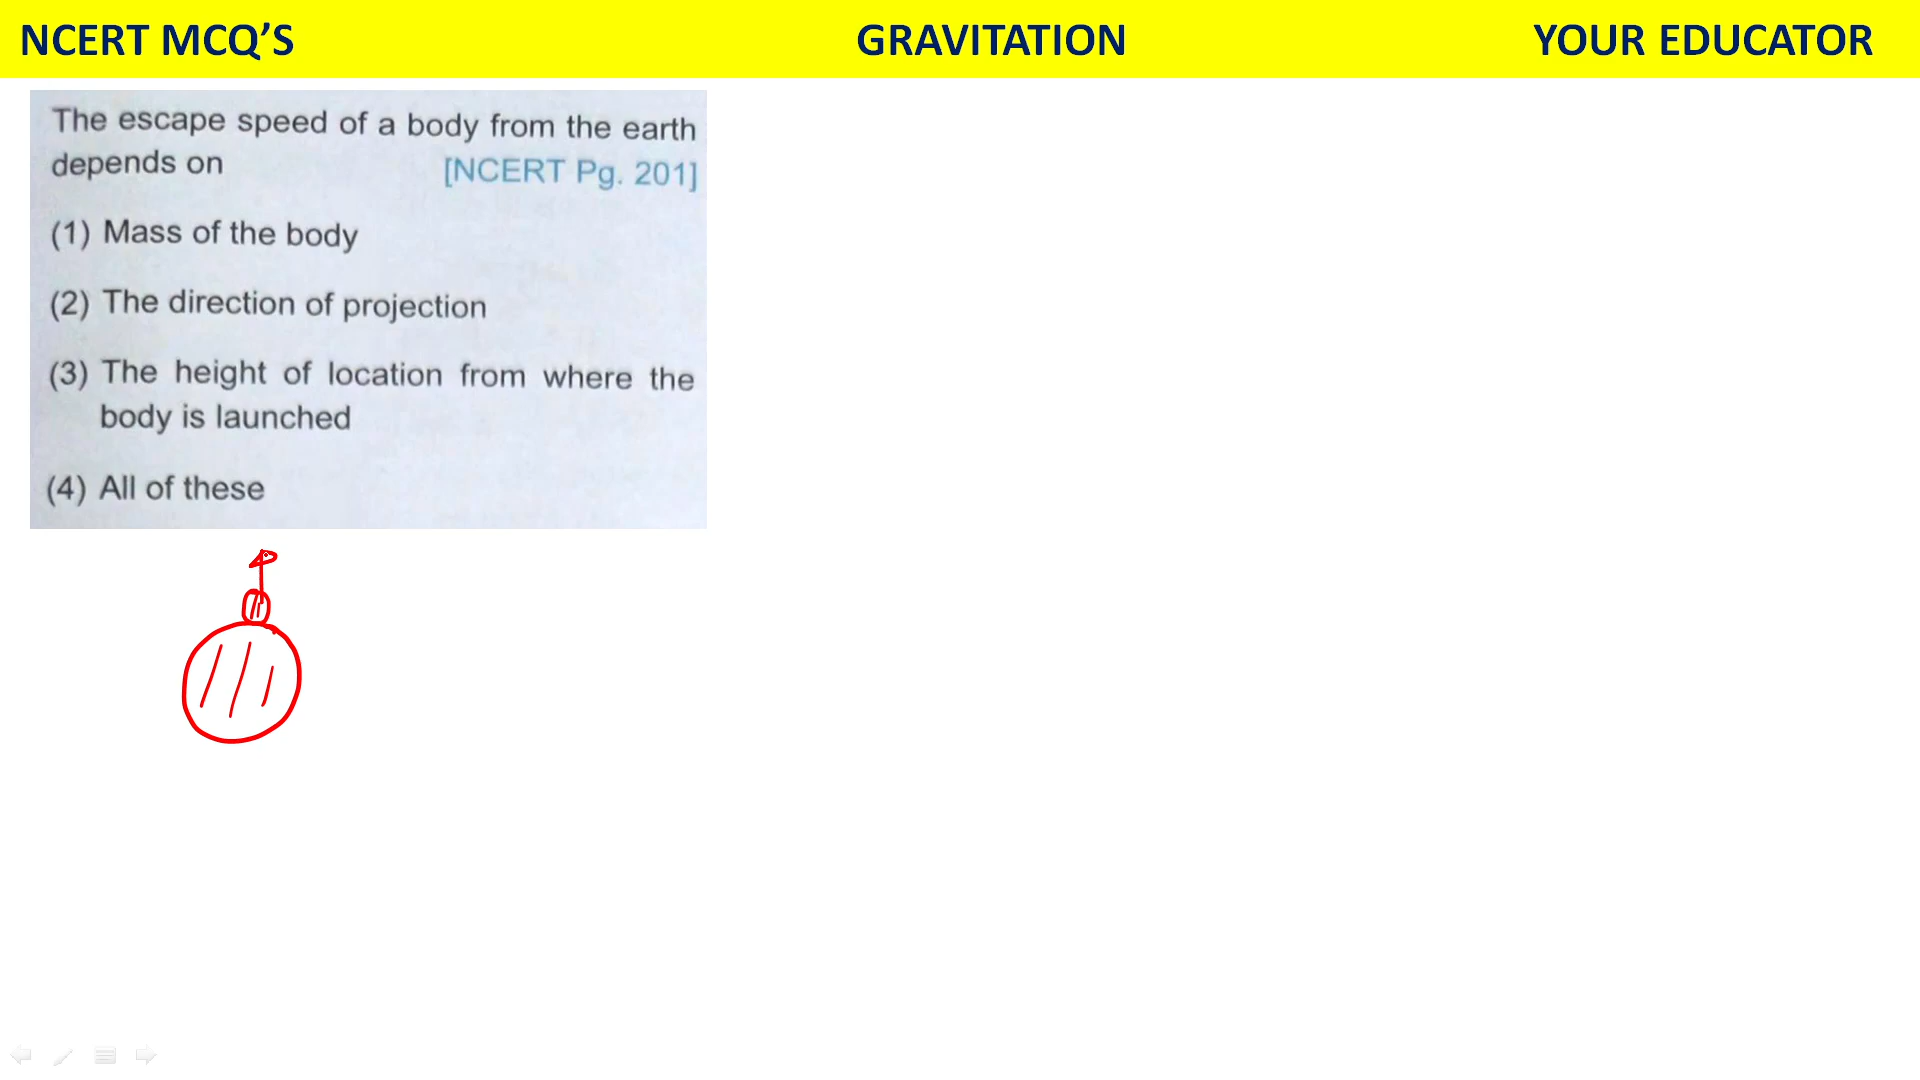 NCERT MCQ’S GRAVITATION YOUR EDUCATOR
The escape speed of a body from the earth
depends on [NCERT Pg. 201]
(1) Mass of the body
(2) The direction of projection
(3) The height of location from where the
body is launched
(4) All of these